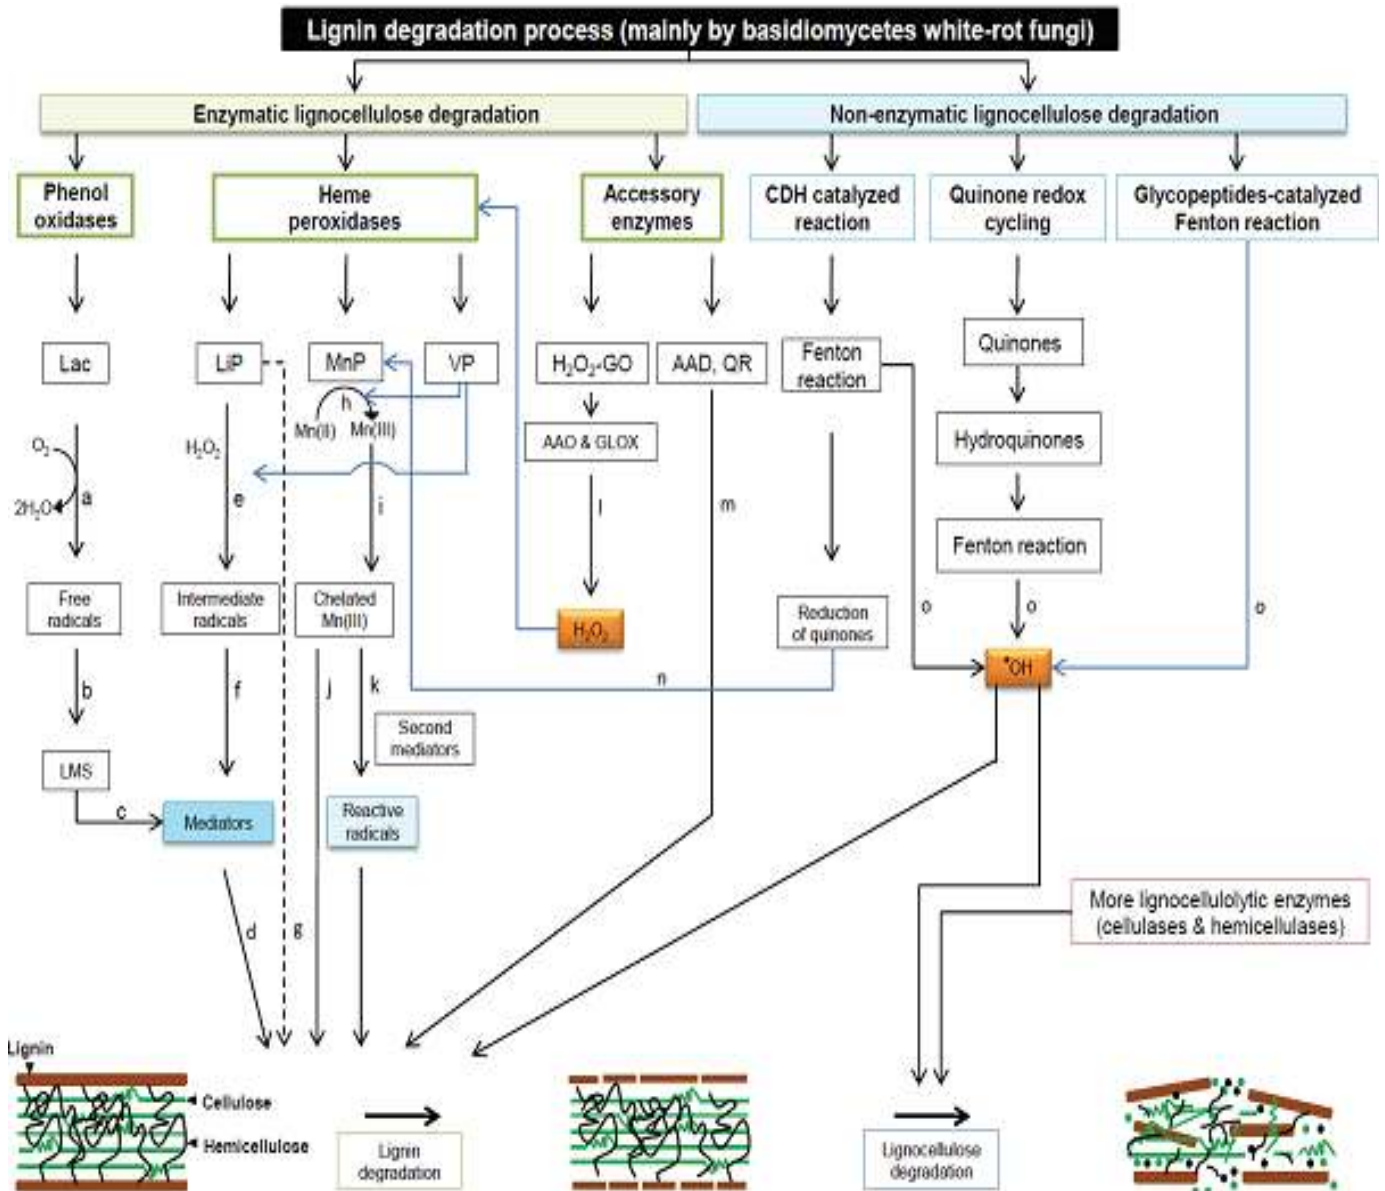 Lignin degradation process (mainly by basidiomycetes white-rot fungi)
Enzymatic lignocellulose degradation
Non-enzymatic lignocellulose degradation
Phenol
oxidases
Heme
peroxidases
Accessory
enzymes
CDH catalyzed
reaction
Quinone redox
cycling
Glycopeptides-catalyzed
Fenton reaction
Lac
LiP
MnP
VP
H₂O₂-GO
AAD, QR
Fenton
reaction
Quinones
h
Mn(II)
Mn(III)
O₂
2H₂O
a
H₂O₂
e
i
AAO & GLOX
l
m
Hydroquinones
Fenton reaction
Free
radicals
Intermediate
radicals
Chelated
Mn(III)
H₂O₂
Reduction
of quinones
o
o
o
•OH
b
f
j
k
n
Second
mediators
LMS
c
Mediators
Reactive
radicals
d
g
More lignocellulolytic enzymes
(cellulases & hemicellulases)
Lignin
Cellulose
Hemicellulose
Lignin
degradation
Lignocellulose
degradation